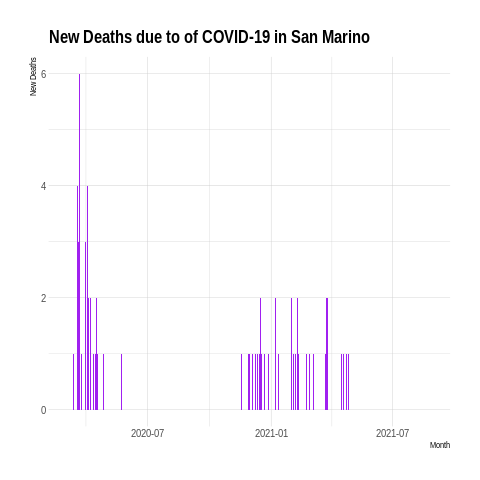 New Deaths due to of COVID-19 in San Marino
New Deaths
6
4
2
0
2020-07
2021-01
2021-07
Month